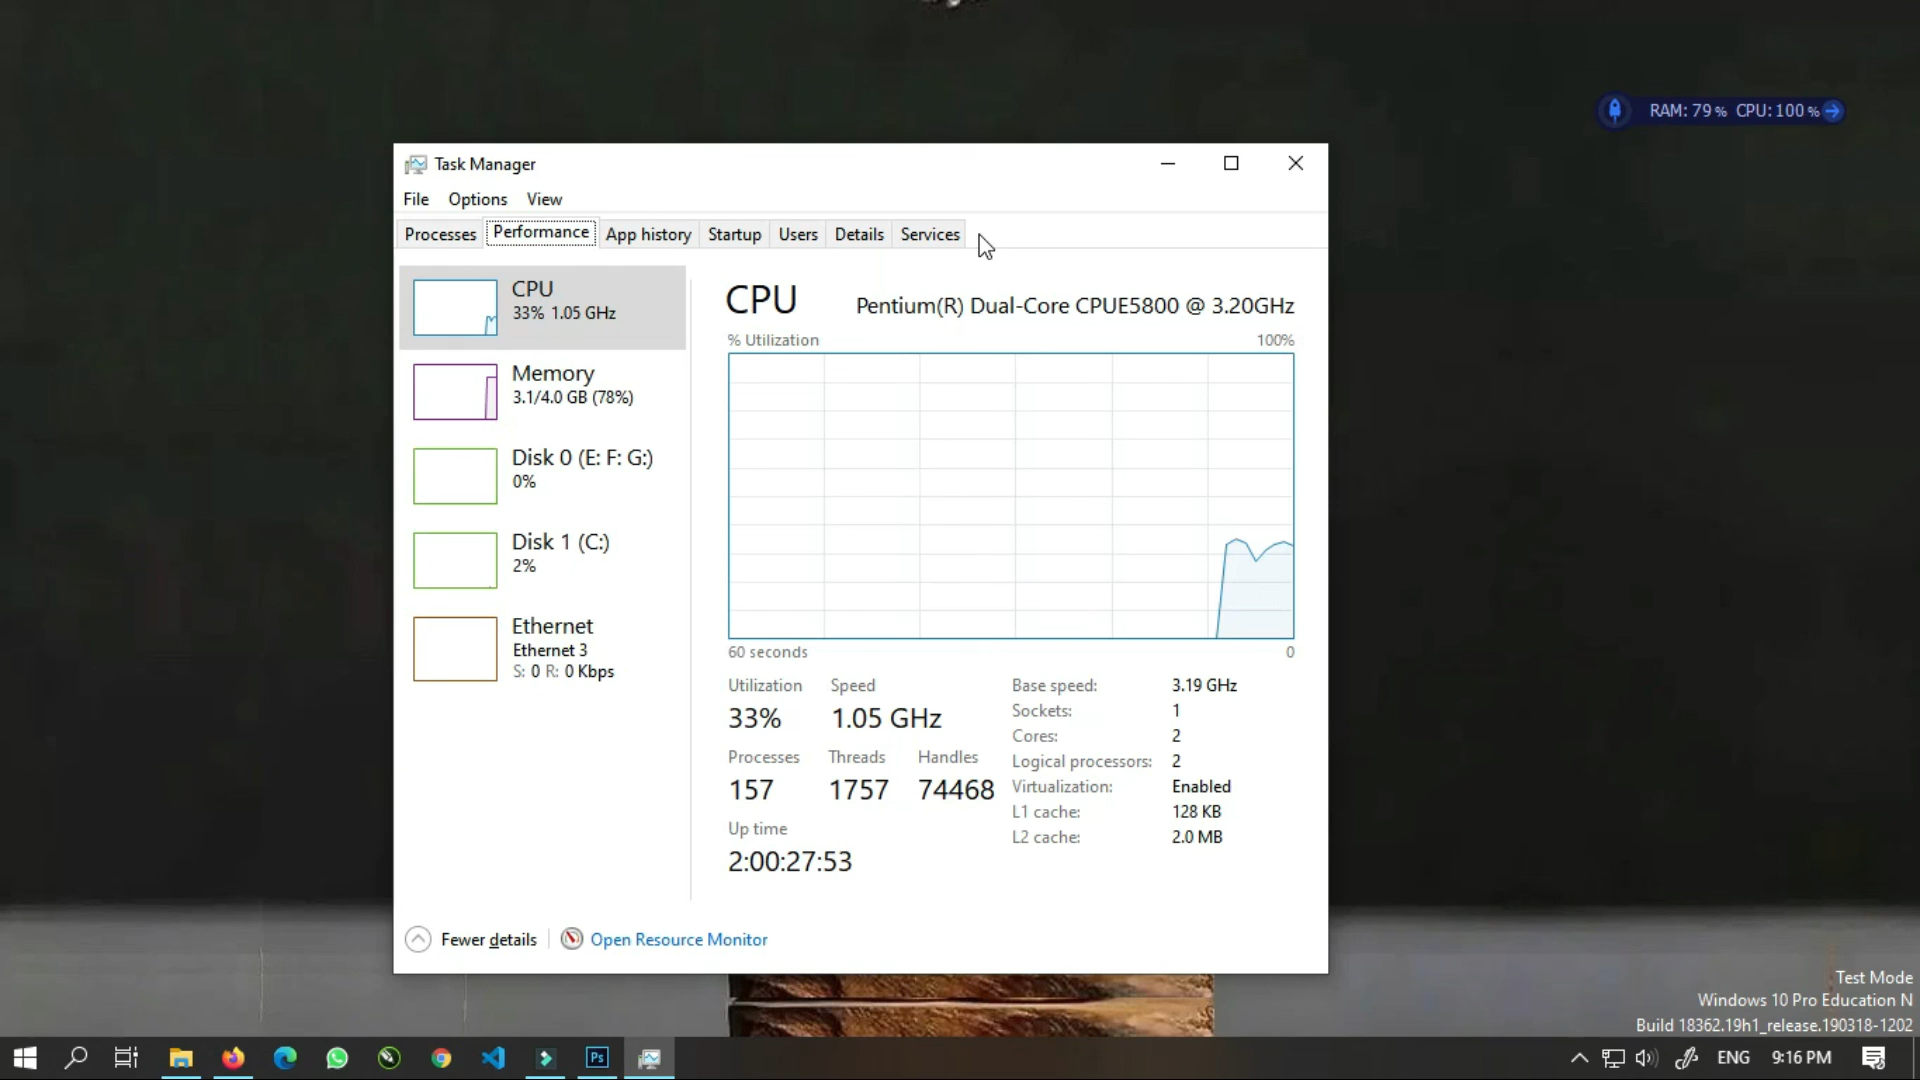 RAM: 79 % CPU: 100 %
Task Manager
File Options View
Processes Performance App history Startup Users Details Services
CPU
33% 1.05 GHz
Memory
3.1/4.0 GB (78%)
Disk 0 (E: F: G:)
0%
Disk 1 (C:)
2%
Ethernet
Ethernet 3
S: 0 R: 0 Kbps
CPU Pentium(R) Dual-Core CPUE5800 @ 3.20GHz
% Utilization 100%
60 seconds 0
Utilization Speed
33% 1.05 GHz
Processes Threads Handles
157 1757 74468
Up time
2:00:27:53
Base speed: 3.19 GHz
Sockets: 1
Cores: 2
Logical processors: 2
Virtualization: Enabled
L1 cache: 128 KB
L2 cache: 2.0 MB
Fewer details Open Resource Monitor
Test Mode
Windows 10 Pro Education N
Build 18362.19h1_release.190318-1202
Ps
ENG 9:16 PM